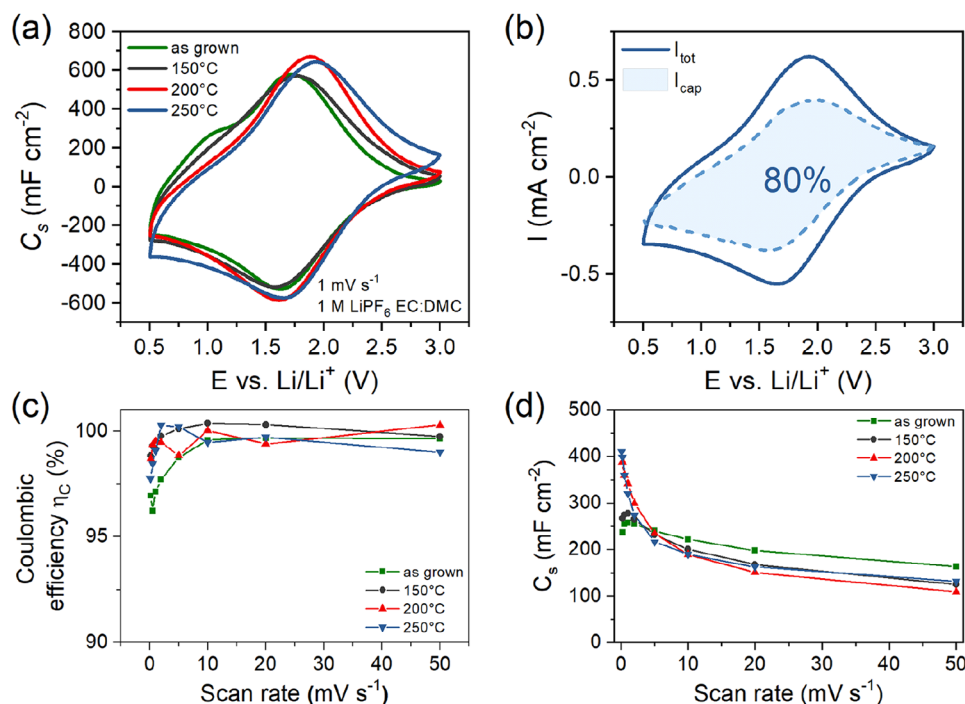 (a)
as grown
150°C
200°C
250°C
C_s (mF cm⁻²)
800
600
400
200
0
-200
-400
-600
1 mV s⁻¹
1 M LiPF₆ EC:DMC
0.5 1.0 1.5 2.0 2.5 3.0
E vs. Li/Li⁺ (V)
(b)
I_tot
I_cap
I (mA cm⁻²)
0.5
0.0
-0.5
80%
0.5 1.0 1.5 2.0 2.5 3.0
E vs. Li/Li⁺ (V)
(c)
Coulombic
efficiency η_C (%)
100
95
90
as grown
150°C
200°C
250°C
0 10 20 30 40 50
Scan rate (mV s⁻¹)
(d)
C_s (mF cm⁻²)
500
400
300
200
100
0
as grown
150°C
200°C
250°C
0 10 20 30 40 50
Scan rate (mV s⁻¹)